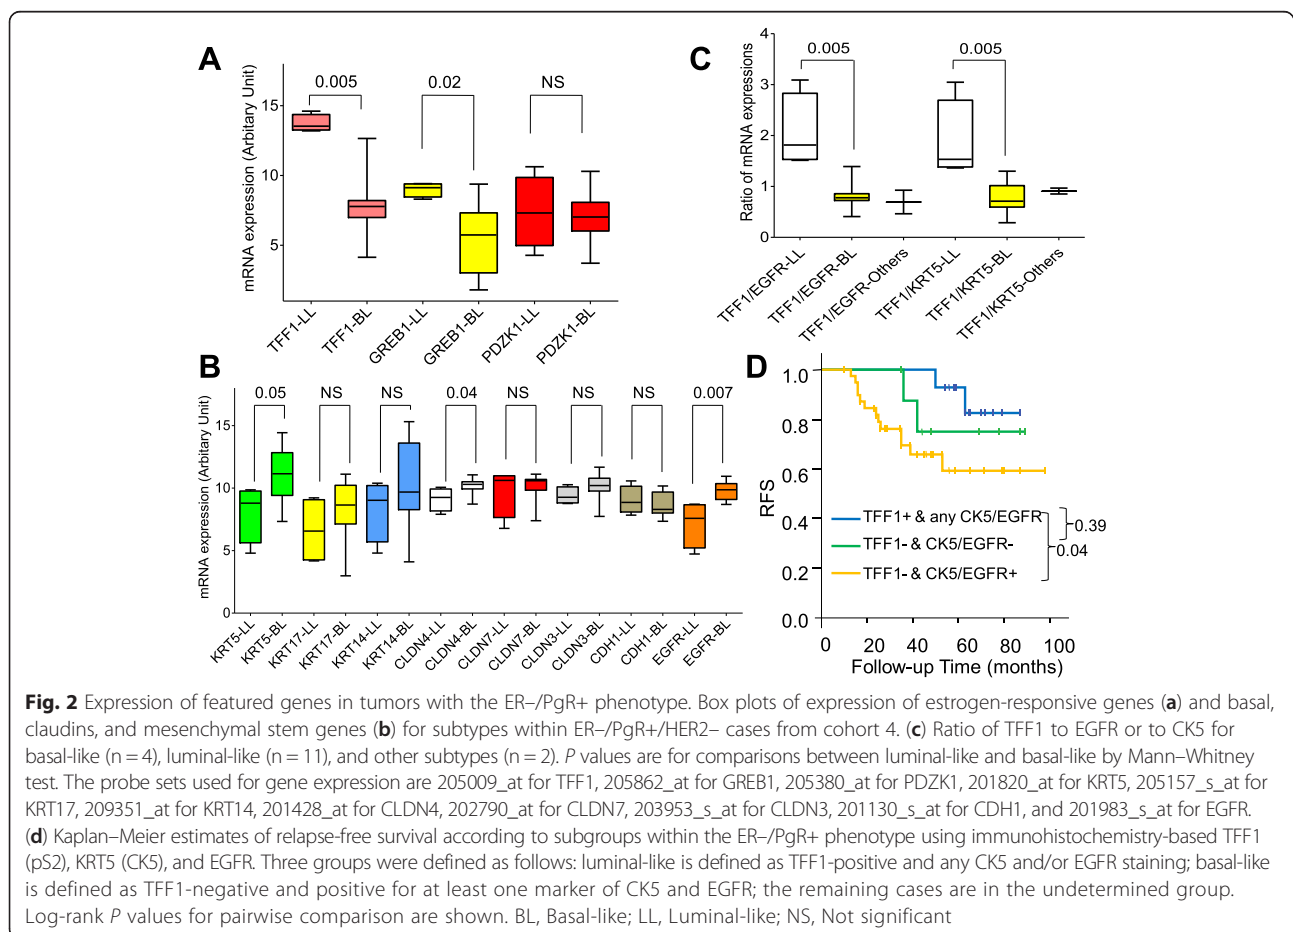 A
mRNA expression (Arbitary Unit)
15
10
5
0.005
0.02
NS
TFF1-LL
TFF1-BL
GREB1-LL
GREB1-BL
PDZK1-LL
PDZK1-BL
C
Ratio of mRNA expressions
4
3
2
1
0
0.005
0.005
TFF1/EGFR-LL
TFF1/EGFR-BL
TFF1/EGFR-Others
TFF1/KRT5-LL
TFF1/KRT5-BL
TFF1/KRT5-Others
B
mRNA expression (Arbitary Unit)
15
10
5
0
0.05
NS
NS
0.04
NS
NS
NS
0.007
KRT5-LL
KRT5-BL
KRT17-LL
KRT17-BL
KRT14-LL
KRT14-BL
CLDN4-LL
CLDN4-BL
CLDN7-LL
CLDN7-BL
CLDN3-LL
CLDN3-BL
CDH1-LL
CDH1-BL
EGFR-LL
EGFR-BL
D
RFS
1.0
0.8
0.6
0.4
0.2
0.0
TFF1+ & any CK5/EGFR
TFF1- & CK5/EGFR-
TFF1- & CK5/EGFR+
0.39
0.04
0 20 40 60 80 100
Follow-up Time (months)
Fig. 2 Expression of featured genes in tumors with the ER–/PgR+ phenotype. Box plots of expression of estrogen-responsive genes (a) and basal,
claudins, and mesenchymal stem genes (b) for subtypes within ER–/PgR+/HER2– cases from cohort 4. (c) Ratio of TFF1 to EGFR or to CK5 for
basal-like (n = 4), luminal-like (n = 11), and other subtypes (n = 2). P values are for comparisons between luminal-like and basal-like by Mann–Whitney
test. The probe sets used for gene expression are 205009_at for TFF1, 205862_at for GREB1, 205380_at for PDZK1, 201820_at for KRT5, 205157_s_at for
KRT17, 209351_at for KRT14, 201428_at for CLDN4, 202790_at for CLDN7, 203953_s_at for CLDN3, 201130_s_at for CDH1, and 201983_s_at for EGFR.
(d) Kaplan–Meier estimates of relapse-free survival according to subgroups within the ER–/PgR+ phenotype using immunohistochemistry-based TFF1
(pS2), KRT5 (CK5), and EGFR. Three groups were defined as follows: luminal-like is defined as TFF1-positive and any CK5 and/or EGFR staining; basal-like
is defined as TFF1-negative and positive for at least one marker of CK5 and EGFR; the remaining cases are in the undetermined group.
Log-rank P values for pairwise comparison are shown. BL, Basal-like; LL, Luminal-like; NS, Not significant